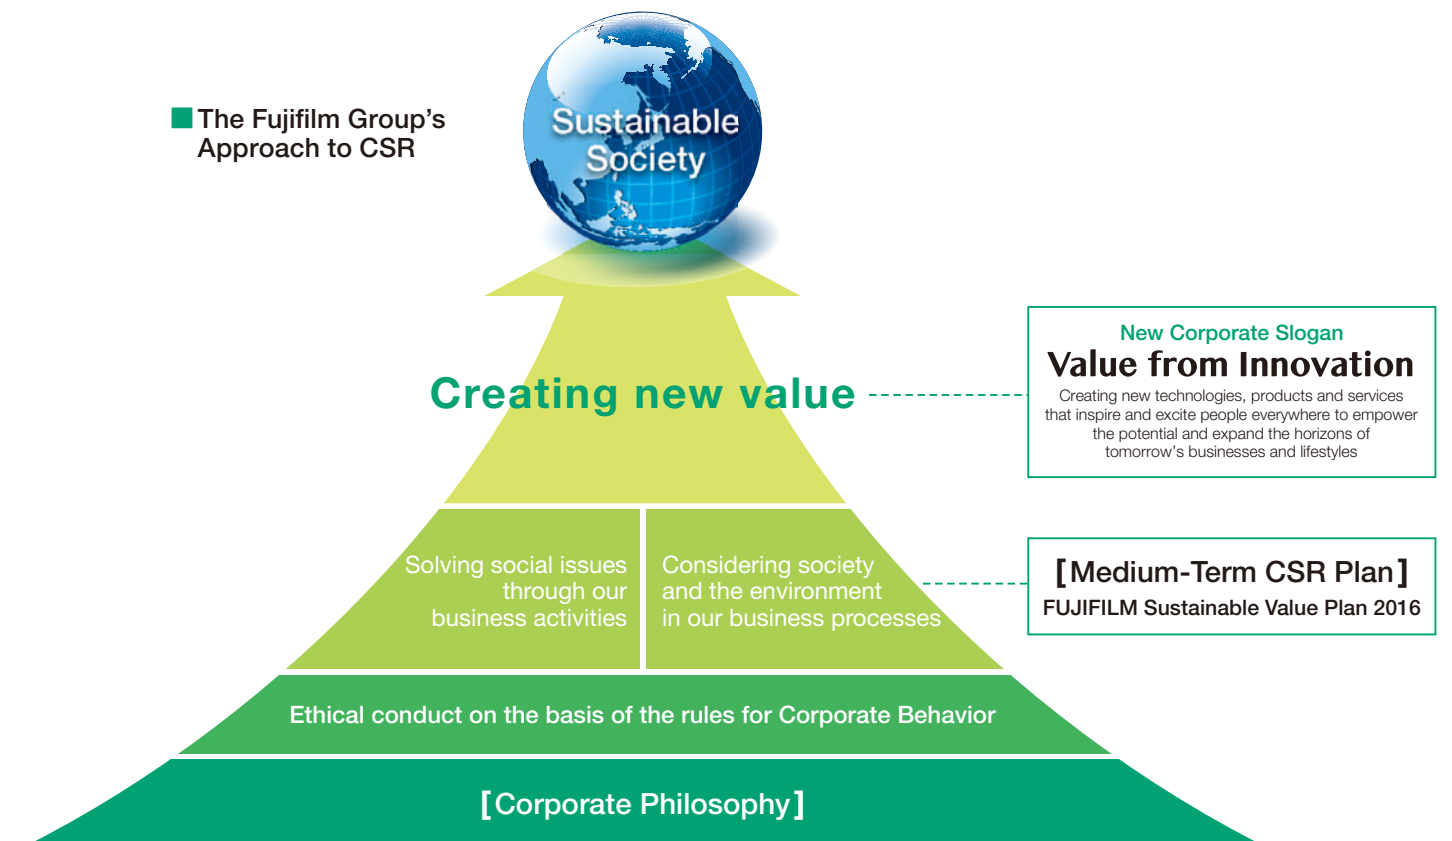 The Fujifilm Group’s
Approach to CSR
Sustainable
Society
Creating new value
New Corporate Slogan
Value from Innovation
Creating new technologies, products and services
that inspire and excite people everywhere to empower
the potential and expand the horizons of
tomorrow’s businesses and lifestyles
Solving social issues
through our
business activities
Considering society
and the environment
in our business processes
[Medium-Term CSR Plan]
FUJIFILM Sustainable Value Plan 2016
Ethical conduct on the basis of the rules for Corporate Behavior
[Corporate Philosophy]